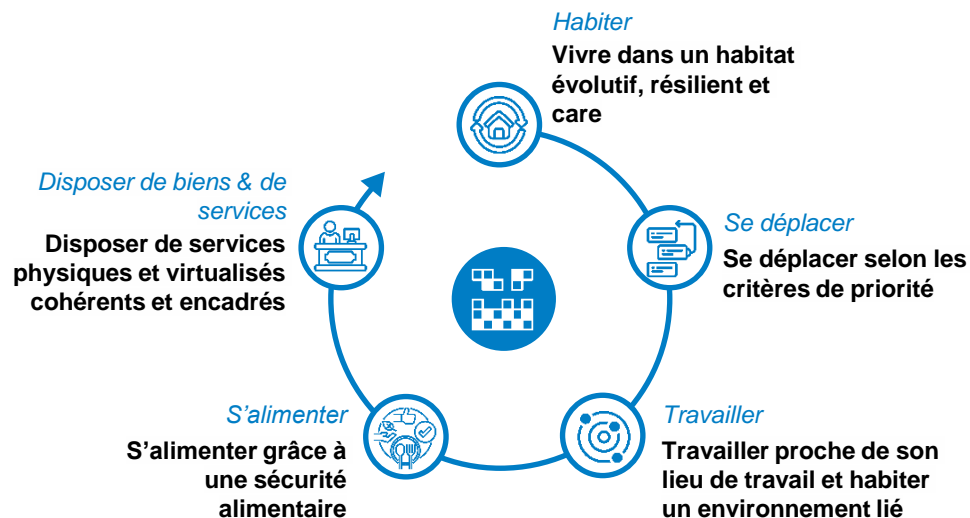 Habiter
Vivre dans un habitat
évolutif, résilient et
care
Se déplacer
Se déplacer selon les
critères de priorité
Travailler
Travailler proche de son
lieu de travail et habiter
un environnement lié
S'alimenter
S'alimenter grâce à
une sécurité
alimentaire
Disposer de biens & de
services
Disposer de services
physiques et virtualisés
cohérents et encadrés